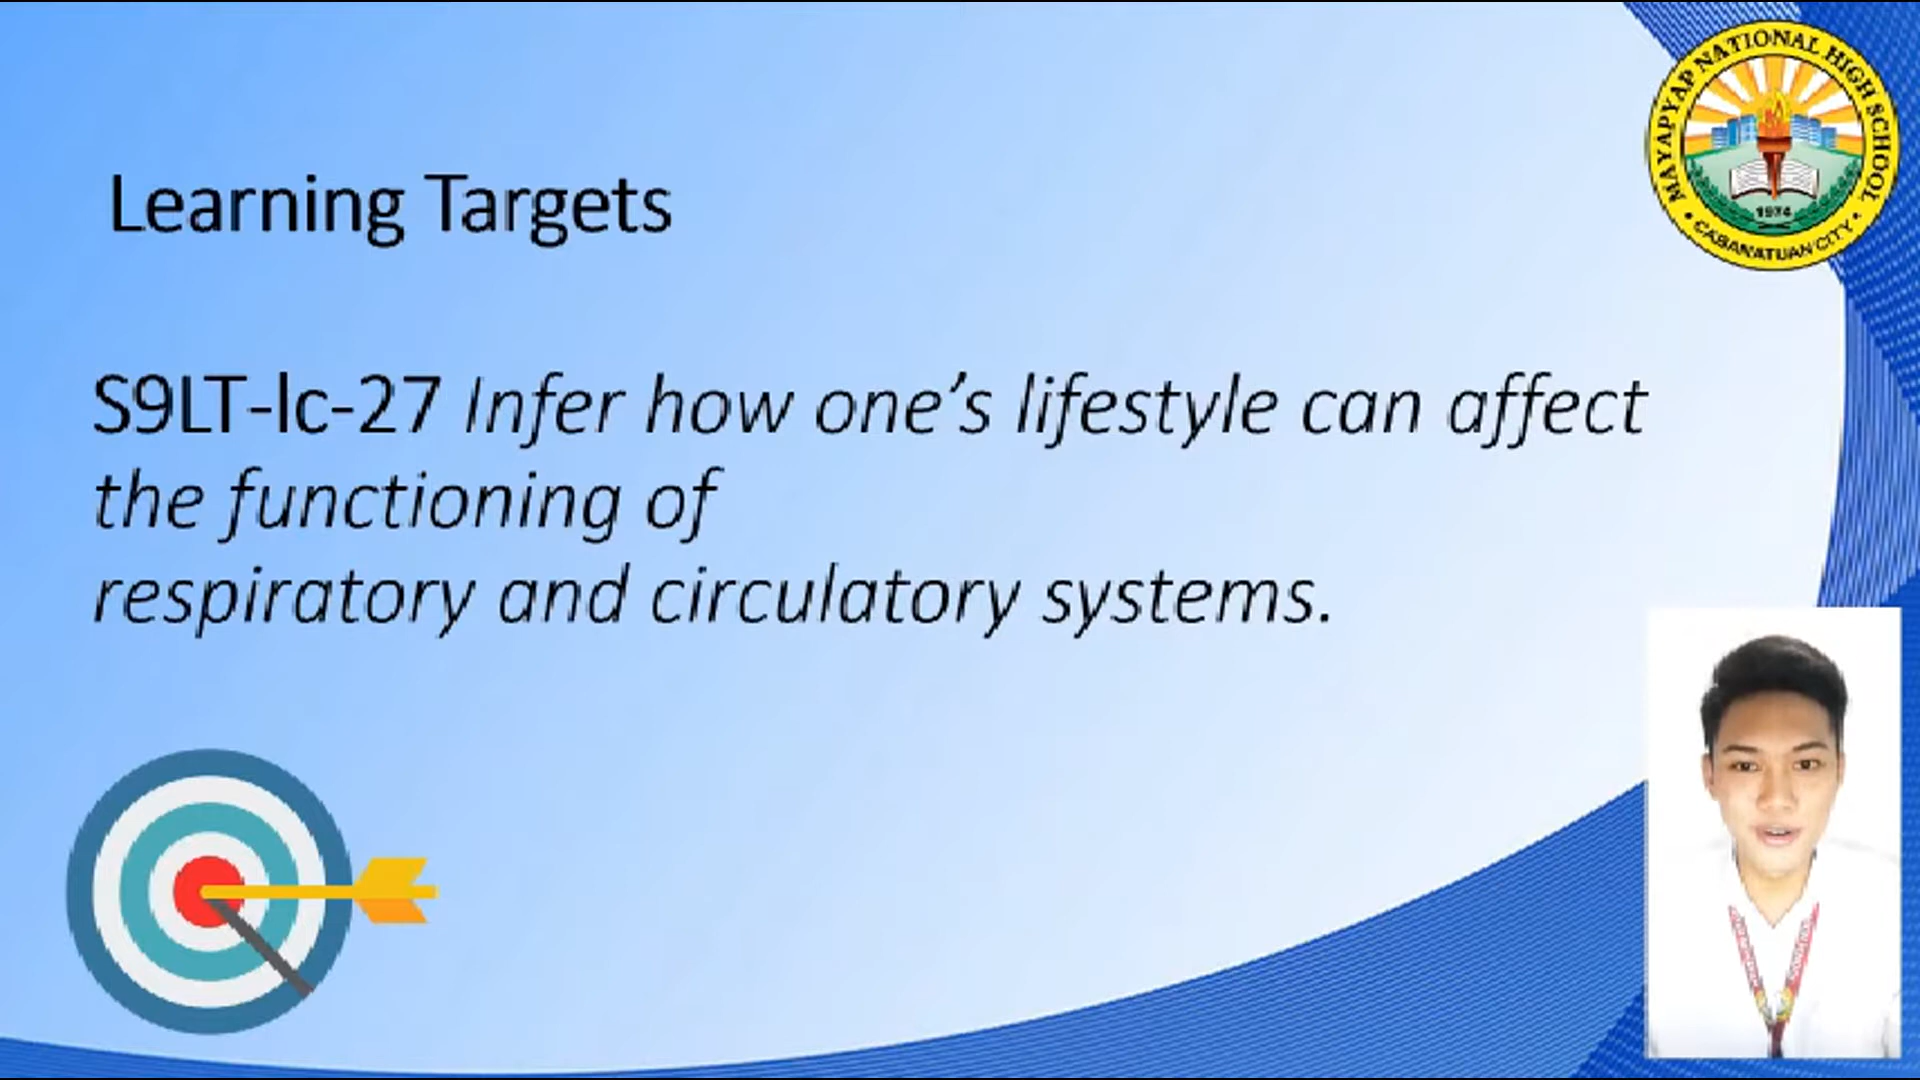 MAYAPYAP NATIONAL HIGH SCHOOL
1974
CABANATUAN CITY
Learning Targets
S9LT-lc-27 Infer how one’s lifestyle can affect
the functioning of
respiratory and circulatory systems.